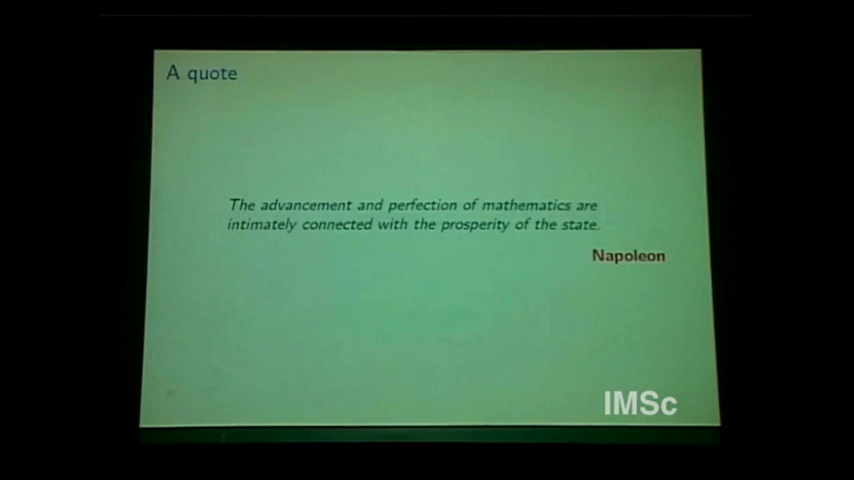 A quote
The advancement and perfection of mathematics are
intimately connected with the prosperity of the state.
Napoleon
IMSc